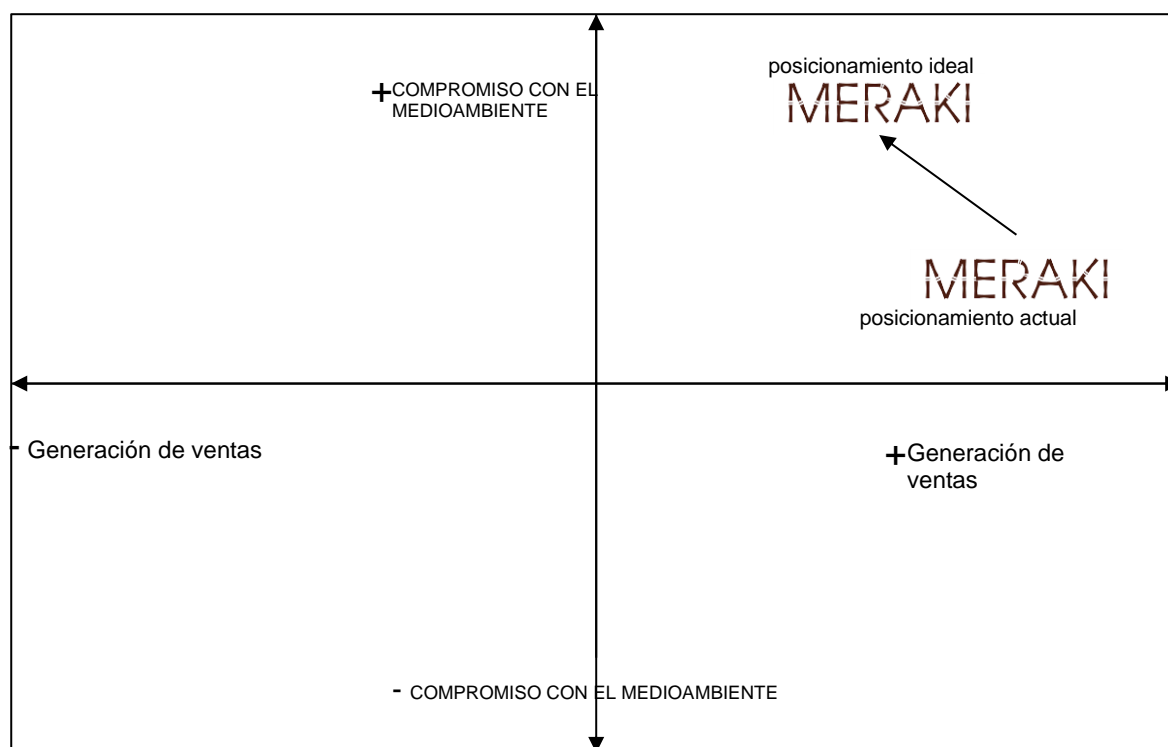 posicionamiento ideal
+COMPROMISO CON EL
MEDIOAMBIENTE
MERAKI
MERAKI
posicionamiento actual
- Generación de ventas
+Generación de
ventas
- COMPROMISO CON EL MEDIOAMBIENTE